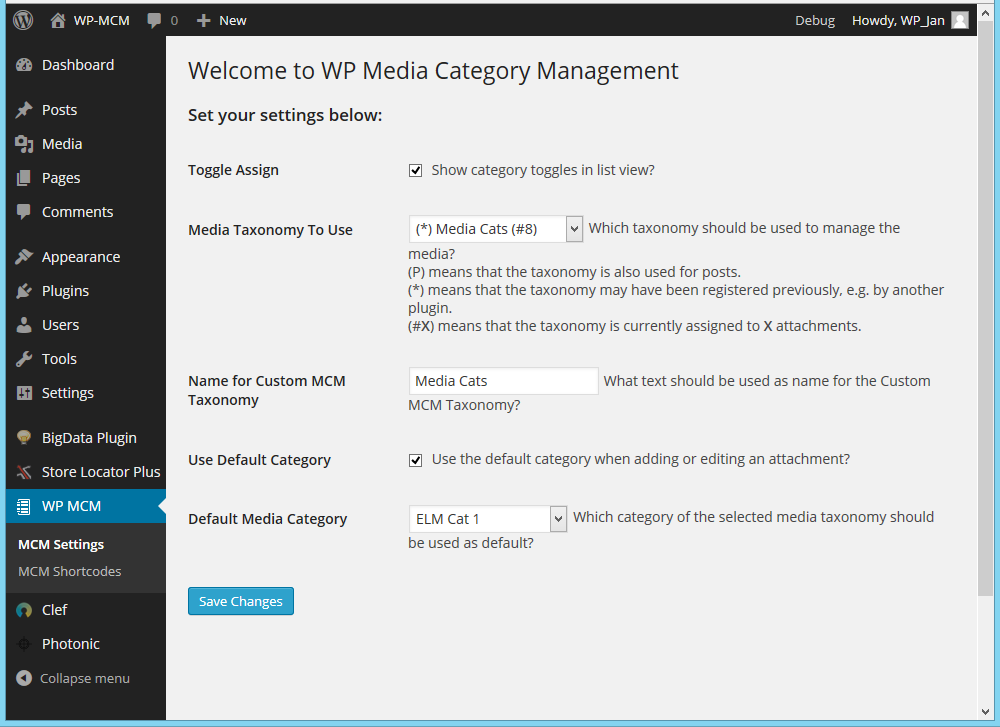 WP-MCM 0 New Debug Howdy, WP_Jan
Dashboard
Posts
Media
Pages
Comments
Appearance
Plugins
Users
Tools
Settings
BigData Plugin
Store Locator Plus
WP MCM
MCM Settings
MCM Shortcodes
Clef
Photonic
Collapse menu
Welcome to WP Media Category Management
Set your settings below:
Toggle Assign
Show category toggles in list view?
Media Taxonomy To Use
(*) Media Cats (#8) Which taxonomy should be used to manage the
media?
(P) means that the taxonomy is also used for posts.
(*) means that the taxonomy may have been registered previously, e.g. by another
plugin.
(#X) means that the taxonomy is currently assigned to X attachments.
Name for Custom MCM
Taxonomy
Media Cats What text should be used as name for the Custom
MCM Taxonomy?
Use Default Category
Use the default category when adding or editing an attachment?
Default Media Category
ELM Cat 1 Which category of the selected media taxonomy should
be used as default?
Save Changes